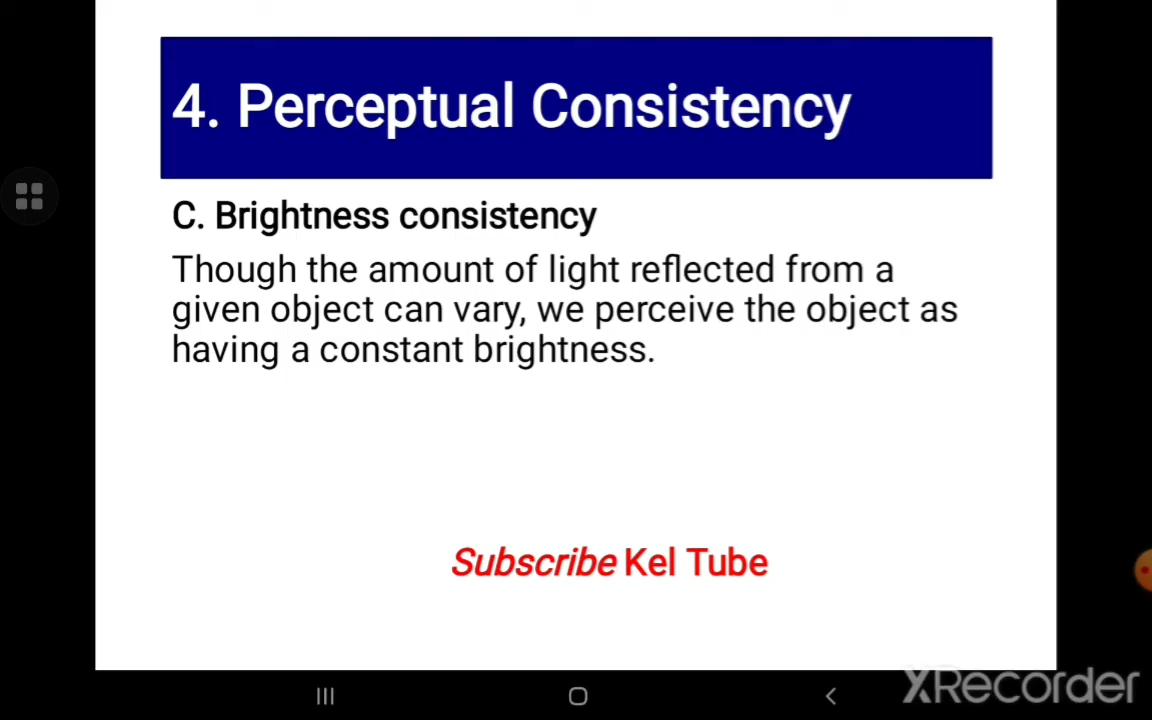 4. Perceptual Consistency
C. Brightness consistency
Though the amount of light reflected from a
given object can vary, we perceive the object as
having a constant brightness.
Subscribe Kel Tube
XRecorder